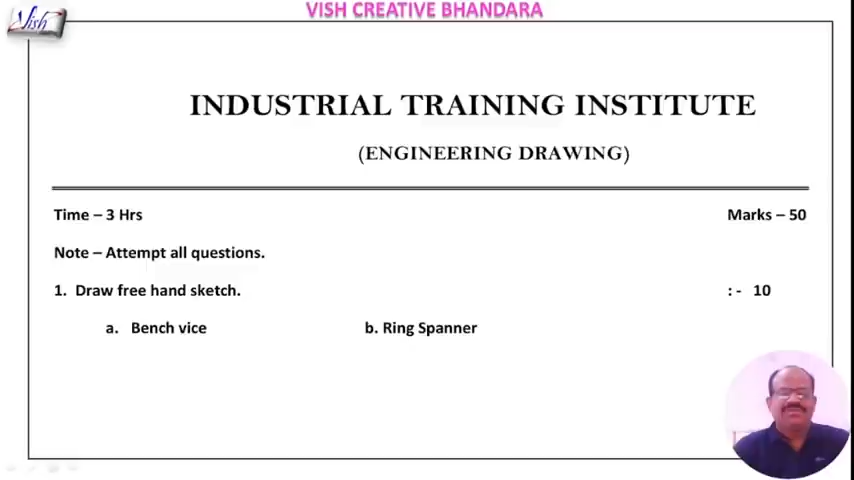 VISH CREATIVE BHANDARA
Vish
INDUSTRIAL TRAINING INSTITUTE
(ENGINEERING DRAWING)
Time – 3 Hrs Marks – 50
Note – Attempt all questions.
1. Draw free hand sketch. : - 10
a. Bench vice b. Ring Spanner